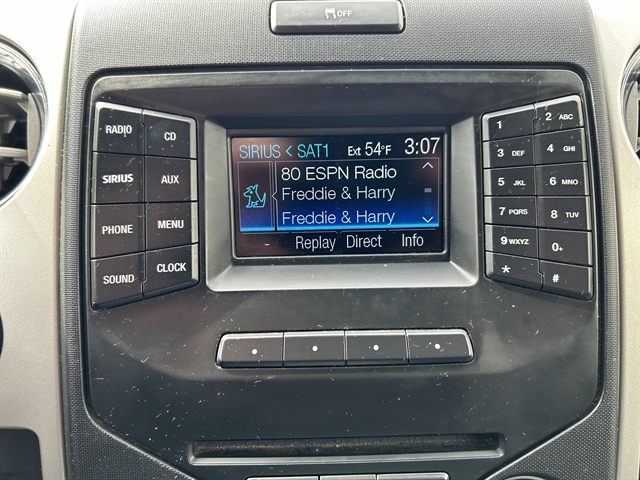 OFF
RADIO CD
SIRIUS AUX
PHONE MENU
SOUND CLOCK
SIRIUS < SAT1 Ext 54°F 3:07
80 ESPN Radio
Freddie & Harry
Freddie & Harry
- Replay Direct Info
1 2 ABC
3 DEF 4 GHI
5 JKL 6 MNO
7 PQRS 8 TUV
9 WXYZ 0+
* #